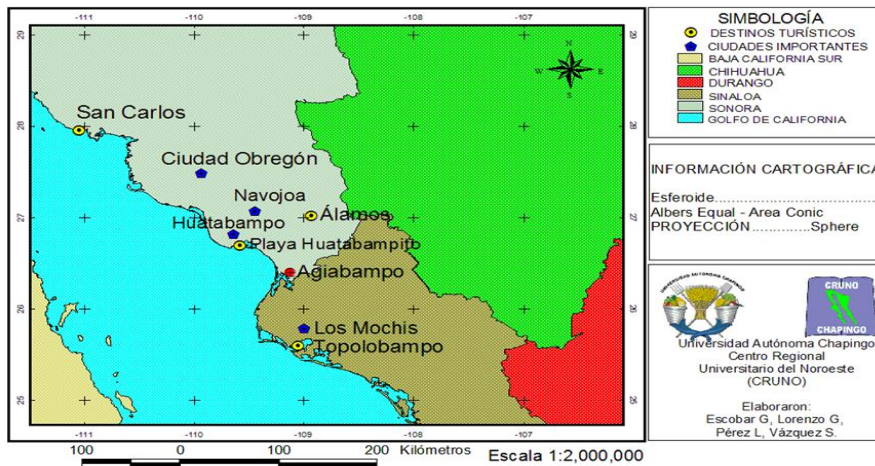 -111 -110 -109 -108 -107
29 29
28 28
27 27
26 26
25 25
-111 -110 -109 -108 -107
N
W E
S
San Carlos
Ciudad Obregón
Navojoa
Álamos
Huatabampo
Playa Huatabampito
Agiabampo
Los Mochis
Topolobampo
100 0 100 200 Kilómetros
Escala 1:2,000,000
SIMBOLOGÍA
DESTINOS TURÍSTICOS
CIUDADES IMPORTANTES
BAJA CALIFORNIA SUR
CHIHUAHUA
DURANGO
SINALOA
SONORA
GOLFO DE CALIFORNIA
INFORMACIÓN CARTOGRÁFICA
Esferoide......................
Albers Equal - Area Conic
PROYECCIÓN.............Sphere
UNIVERSIDAD AUTONOMA CHAPINGO
CRUNO
CHAPINGO
Universidad Autónoma Chapingo
Centro Regional
Universitario del Noroeste
(CRUNO)
Elaboraron:
Escobar G, Lorenzo G,
Pérez L, Vázquez S.